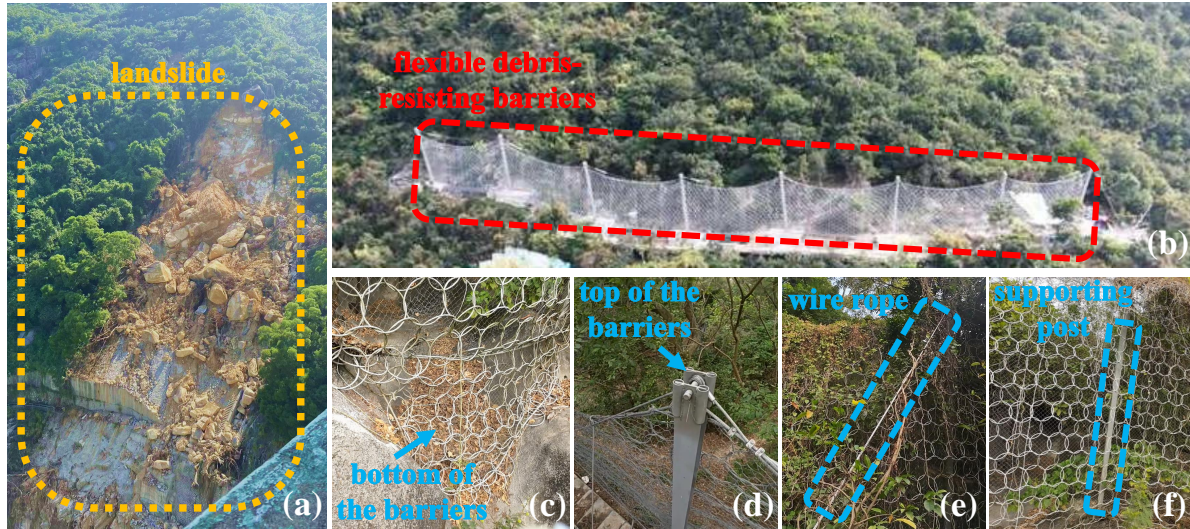 landslide
(a)
flexible debris-
resisting barriers
(b)
bottom of
the barriers
(c)
top of the
barriers
(d)
wire rope
(e)
supporting
post
(f)